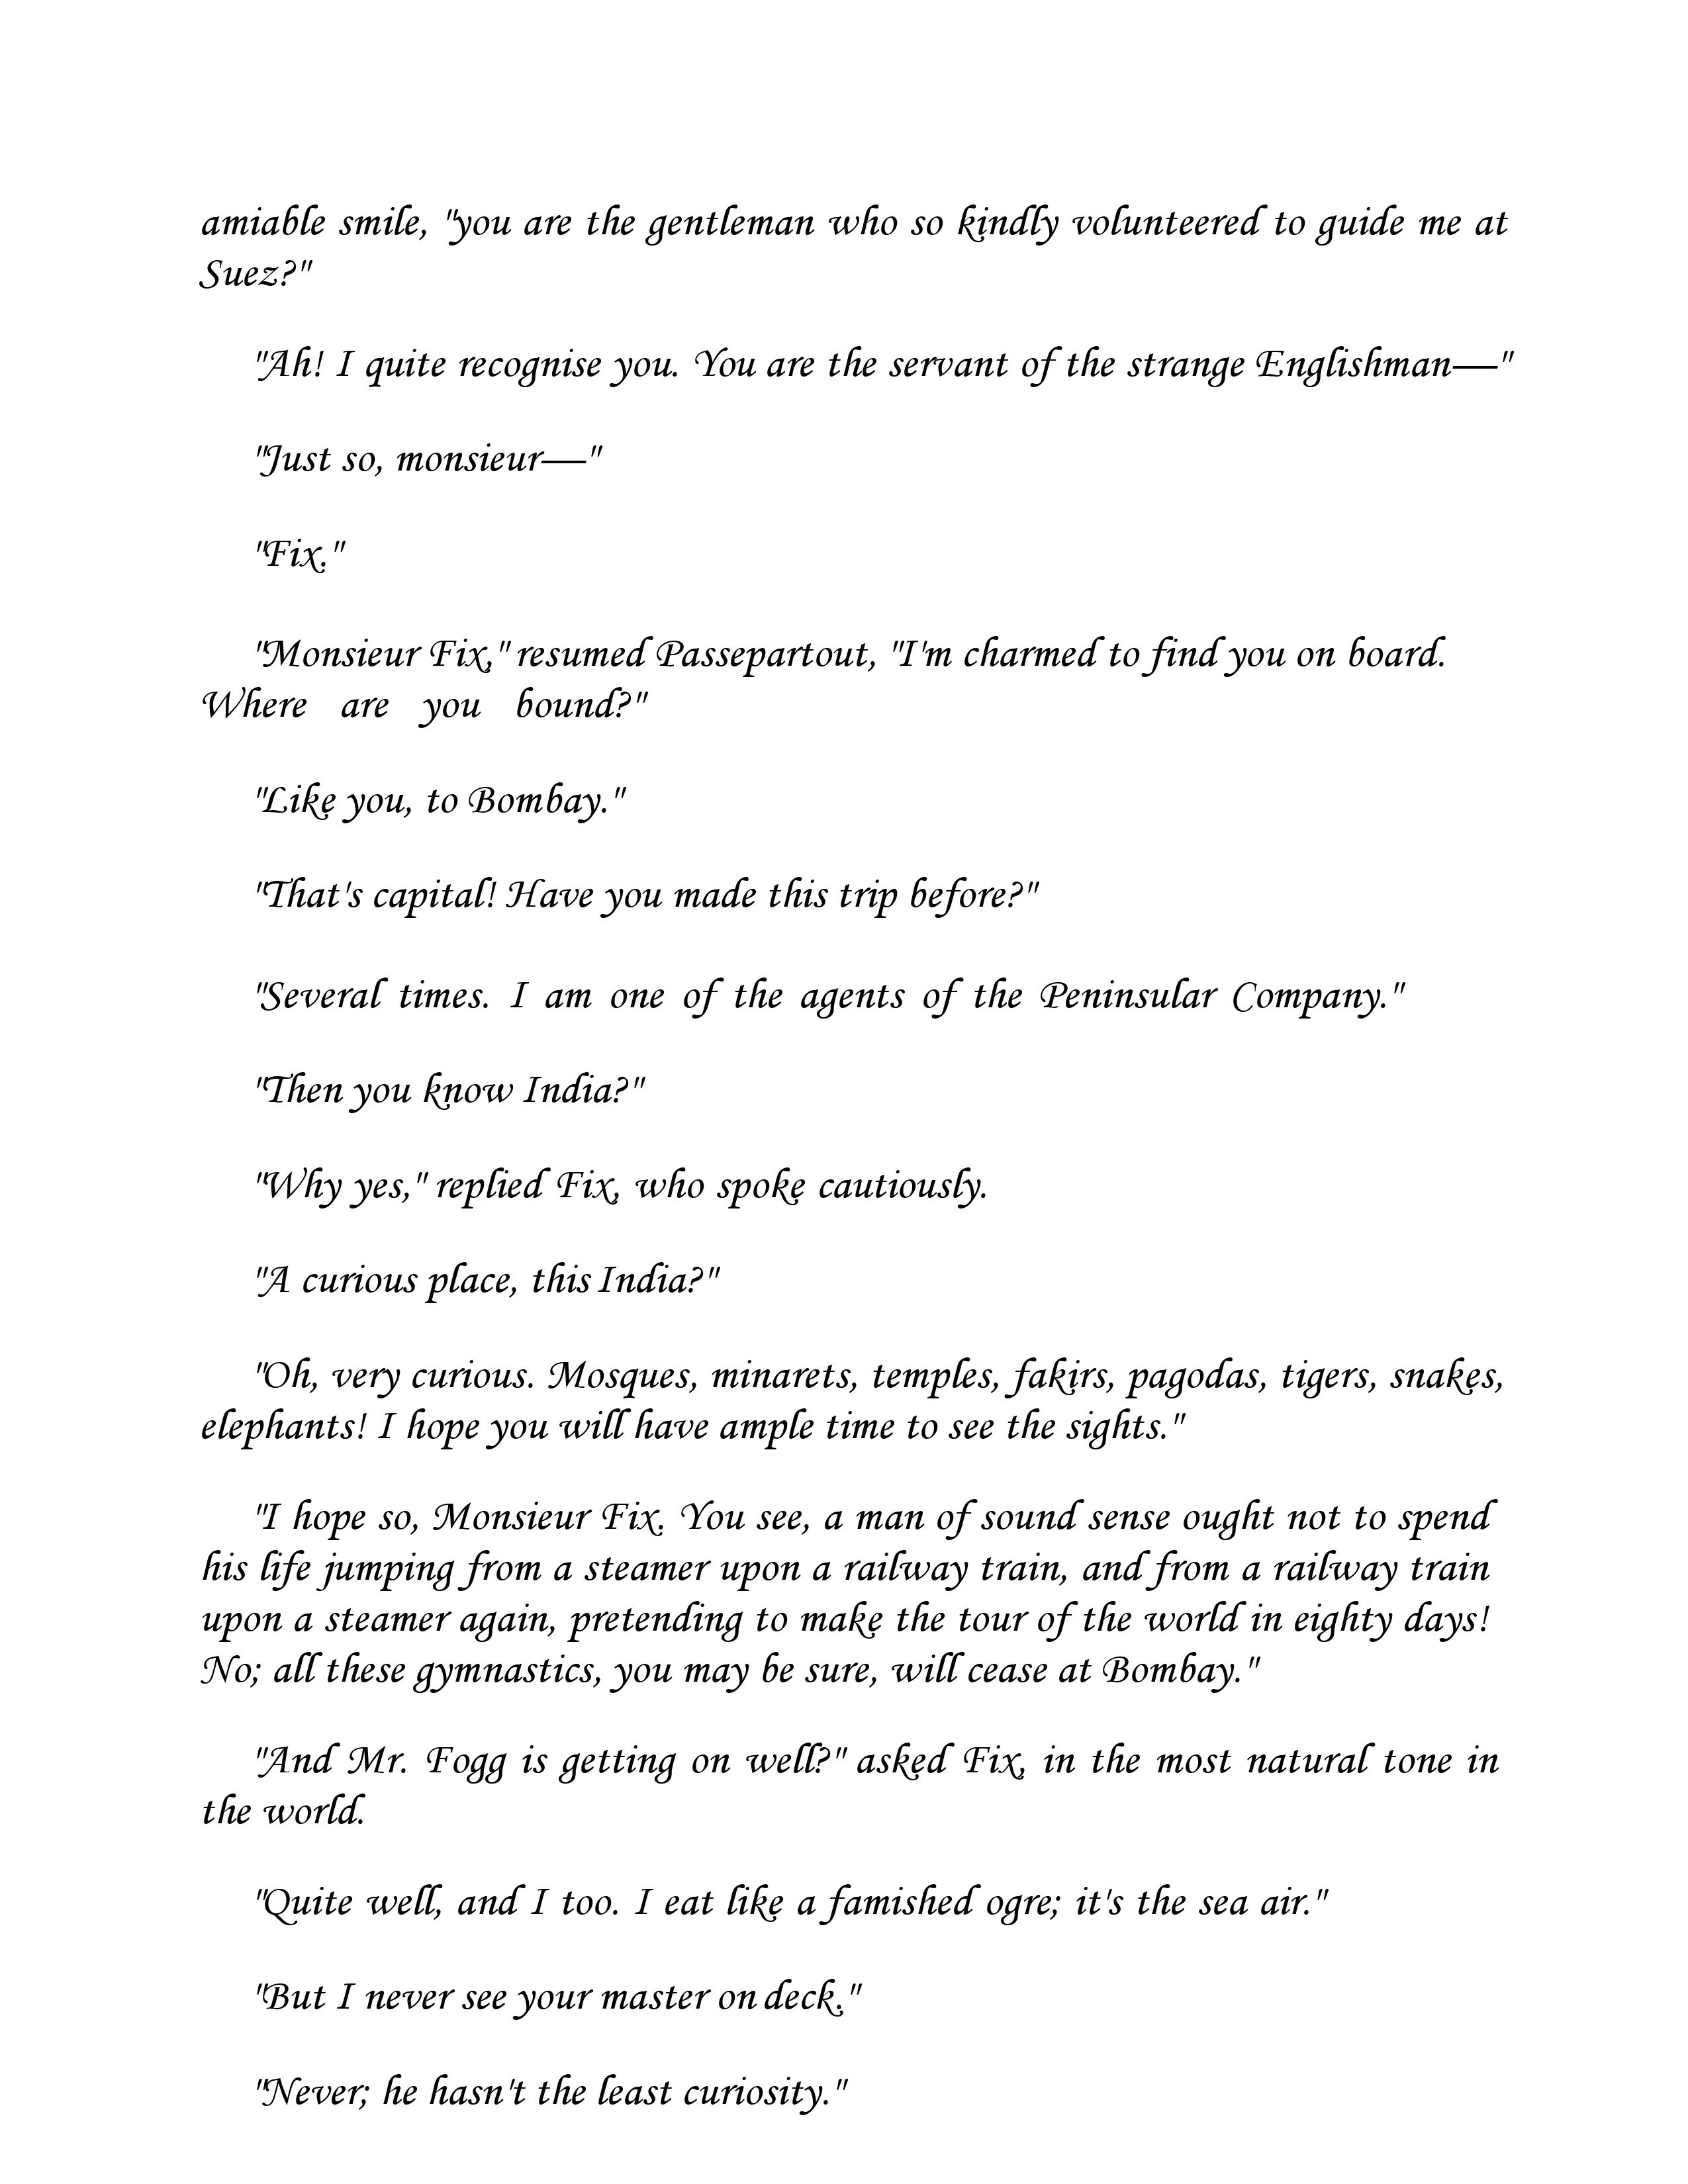 amiable smile, "you are the gentleman who so kindly volunteered to guide me at
Suez?"
"Ah! I quite recognise you. You are the servant of the strange Englishman—"
"Just so, monsieur—"
"Fix."
"Monsieur Fix," resumed Passepartout, "I'm charmed to find you on board.
Where are you bound?"
"Like you, to Bombay."
"That's capital! Have you made this trip before?"
"Several times. I am one of the agents of the Peninsular Company."
"Then you know India?"
"Why yes," replied Fix, who spoke cautiously.
"A curious place, this India?"
"Oh, very curious. Mosques, minarets, temples, fakirs, pagodas, tigers, snakes,
elephants! I hope you will have ample time to see the sights."
"I hope so, Monsieur Fix. You see, a man of sound sense ought not to spend
his life jumping from a steamer upon a railway train, and from a railway train
upon a steamer again, pretending to make the tour of the world in eighty days!
No; all these gymnastics, you may be sure, will cease at Bombay."
"And Mr. Fogg is getting on well?" asked Fix, in the most natural tone in
the world.
"Quite well, and I too. I eat like a famished ogre; it's the sea air."
"But I never see your master on deck."
"Never; he hasn't the least curiosity."